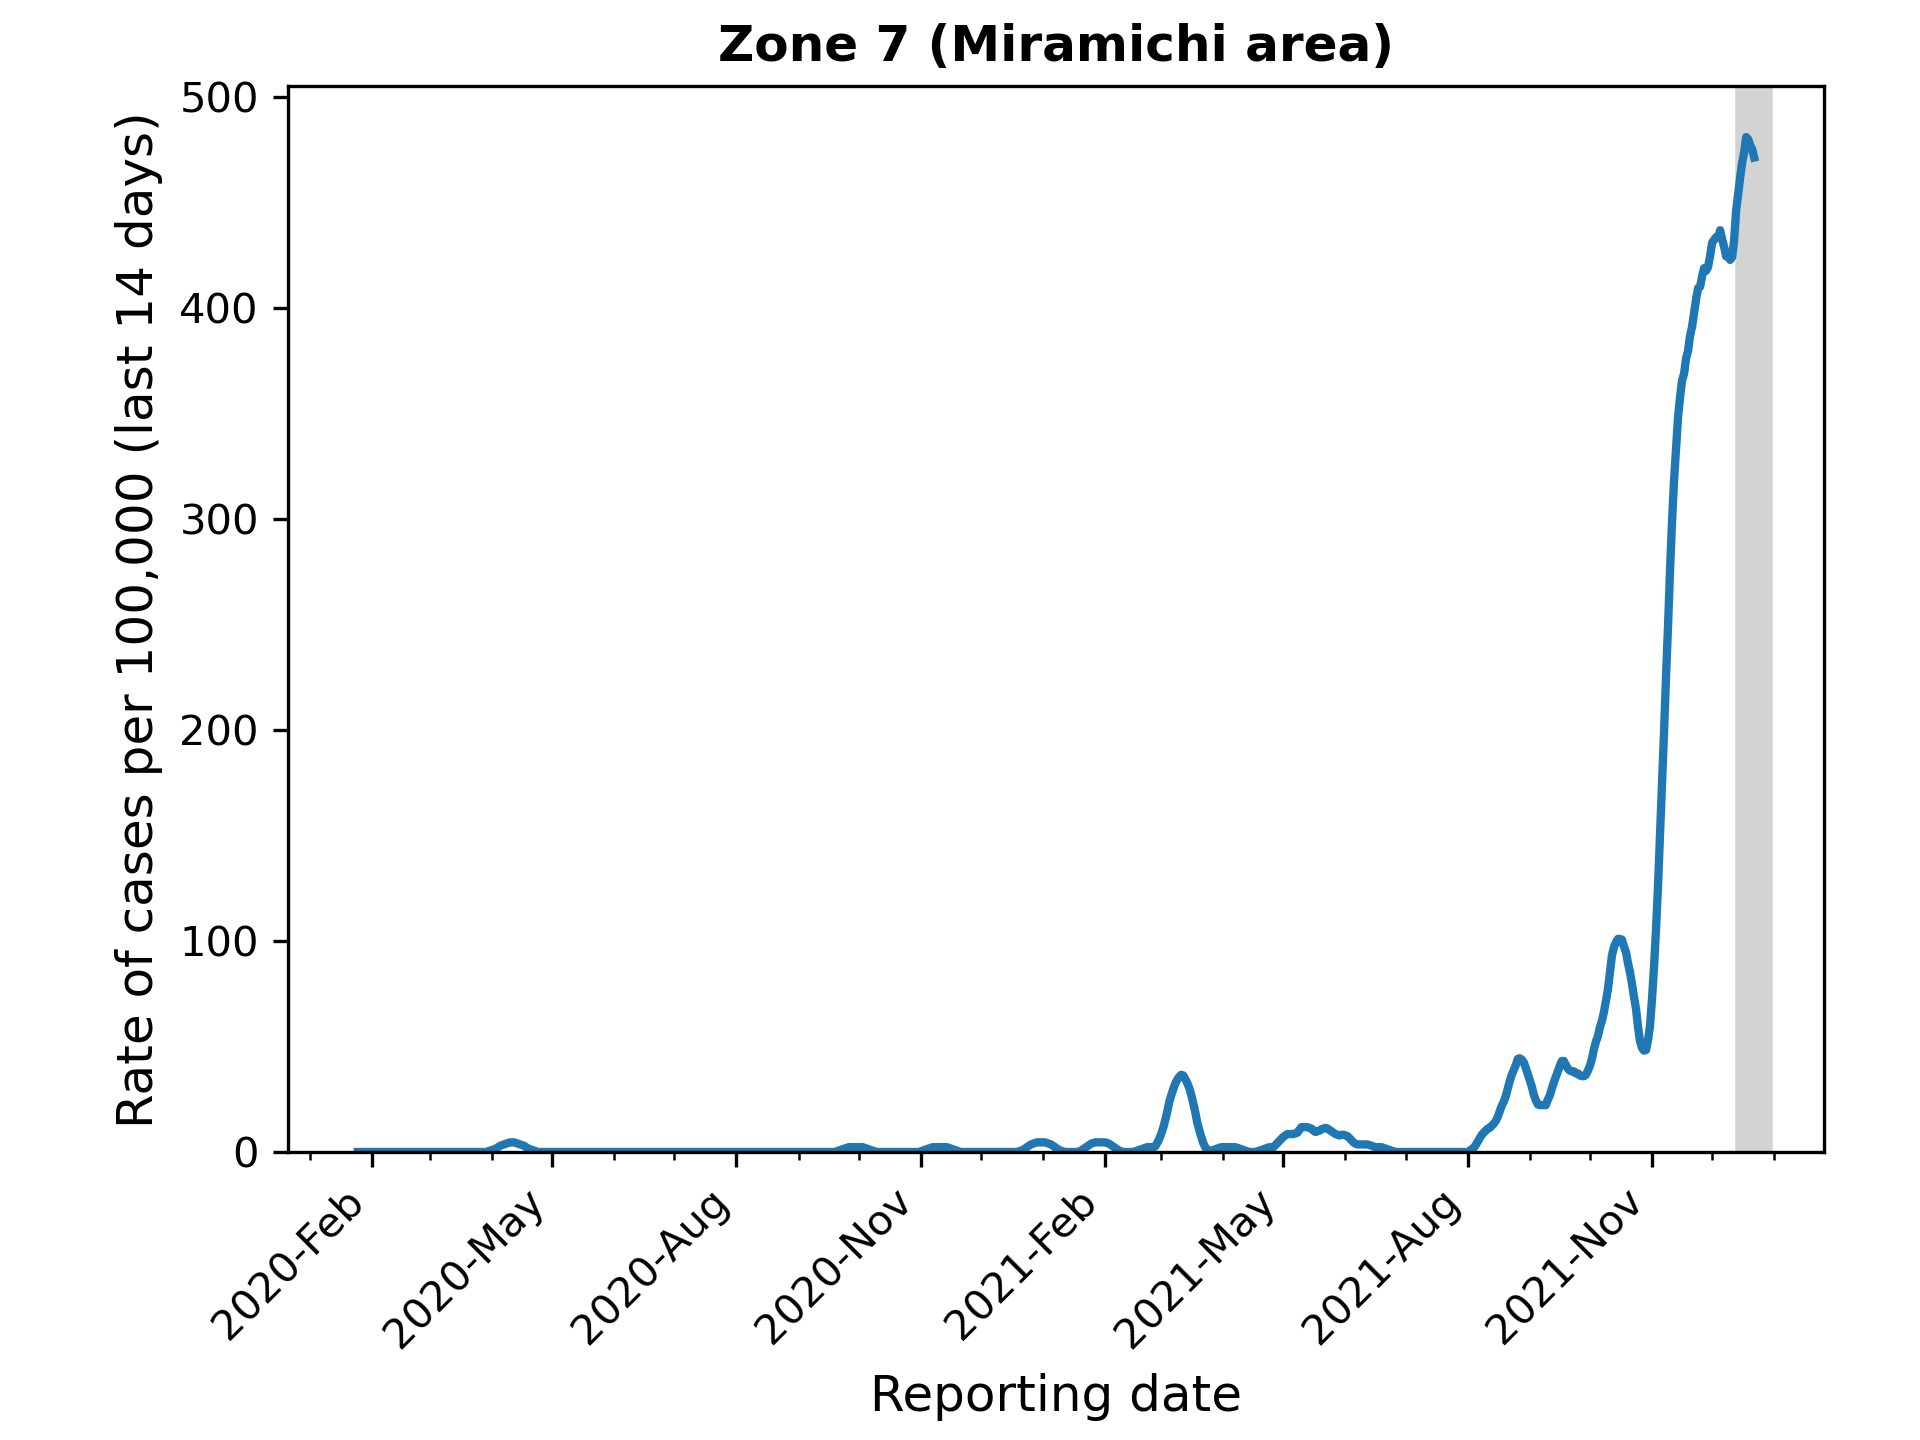 Zone 7 (Miramichi area)
Rate of cases per 100,000 (last 14 days)
500
400
300
200
100
0
2020-Feb
2020-May
2020-Aug
2020-Nov
2021-Feb
2021-May
2021-Aug
2021-Nov
Reporting date